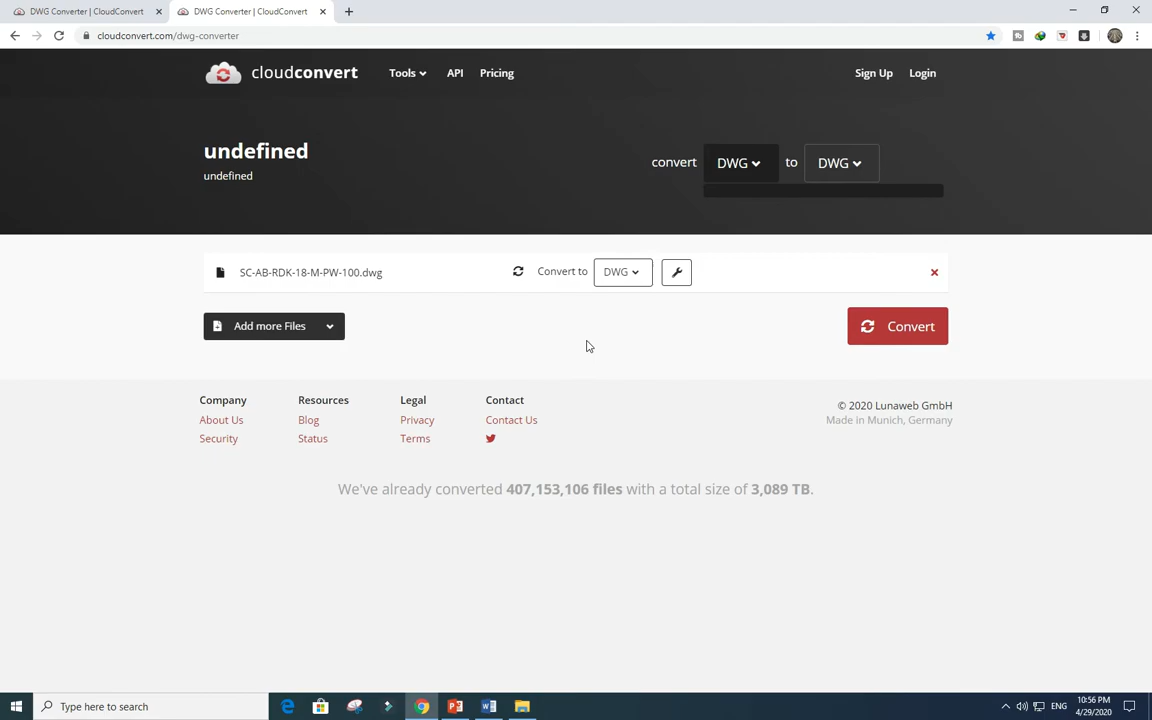 DWG Converter | CloudConvert
DWG Converter | CloudConvert
cloudconvert.com/dwg-converter
cloudconvert
Tools
API
Pricing
Sign Up
Login
undefined
undefined
convert DWG to DWG
SC-AB-RDK-18-M-PW-100.dwg
Convert to DWG
Add more Files
Convert
Company
Resources
Legal
Contact
About Us
Blog
Privacy
Contact Us
Security
Status
Terms
© 2020 Lunaweb GmbH
Made in Munich, Germany
We've already converted 407,153,106 files with a total size of 3,089 TB.
Type here to search
ENG
10:56 PM
4/29/2020